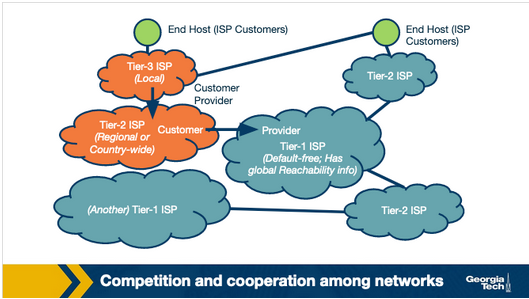 End Host (ISP Customers)
End Host (ISP
Customers)
Tier-3 ISP
(Local)
Tier-2 ISP
Customer
Provider
Tier-2 ISP
(Regional or
Country-wide)
Customer
Provider
Tier-1 ISP
(Default-free; Has
global Reachability info)
(Another) Tier-1 ISP
Tier-2 ISP
Competition and cooperation among networks
Georgia
Tech